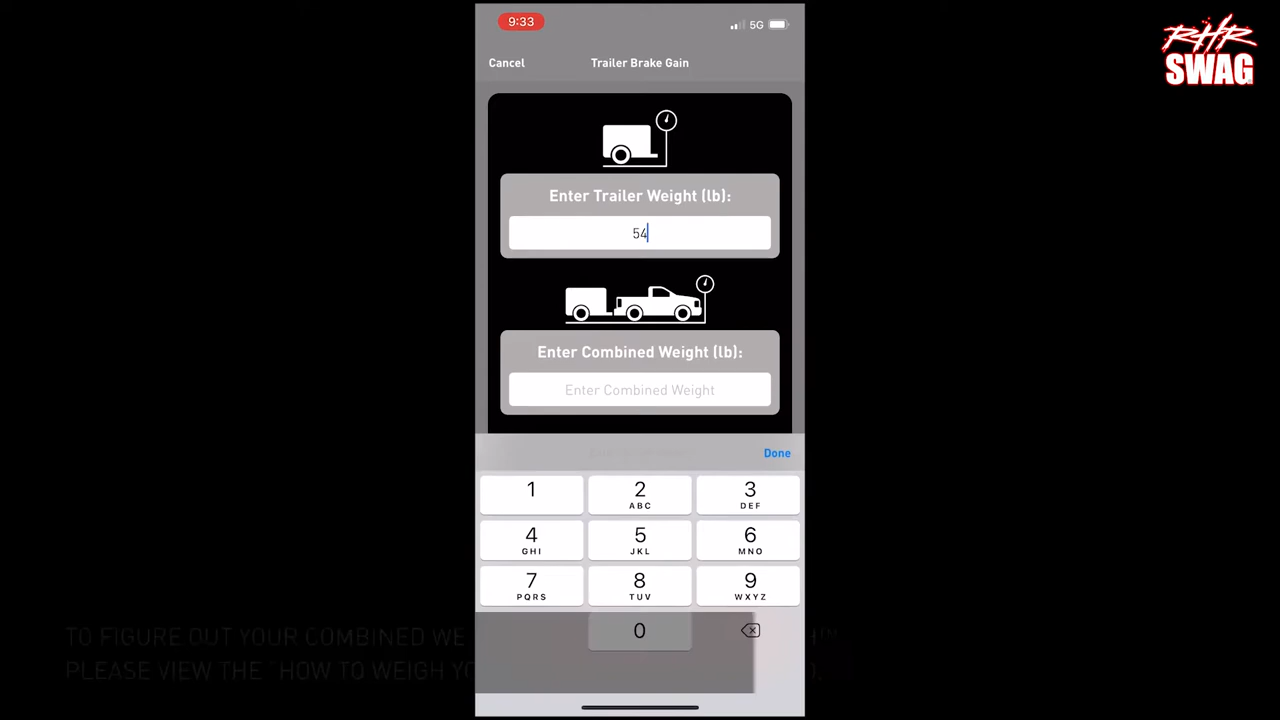 9:33
5G
RHR
SWAG
Cancel
Trailer Brake Gain
Enter Trailer Weight (lb):
54
Enter Combined Weight (lb):
Enter Combined Weight
Done
1
2
ABC
3
DEF
4
GHI
5
JKL
6
MNO
7
PQRS
8
TUV
9
WXYZ
0
TO FIGURE OUT YOUR COMBINED WE
PLEASE VIEW THE "HOW TO WEIGH YO